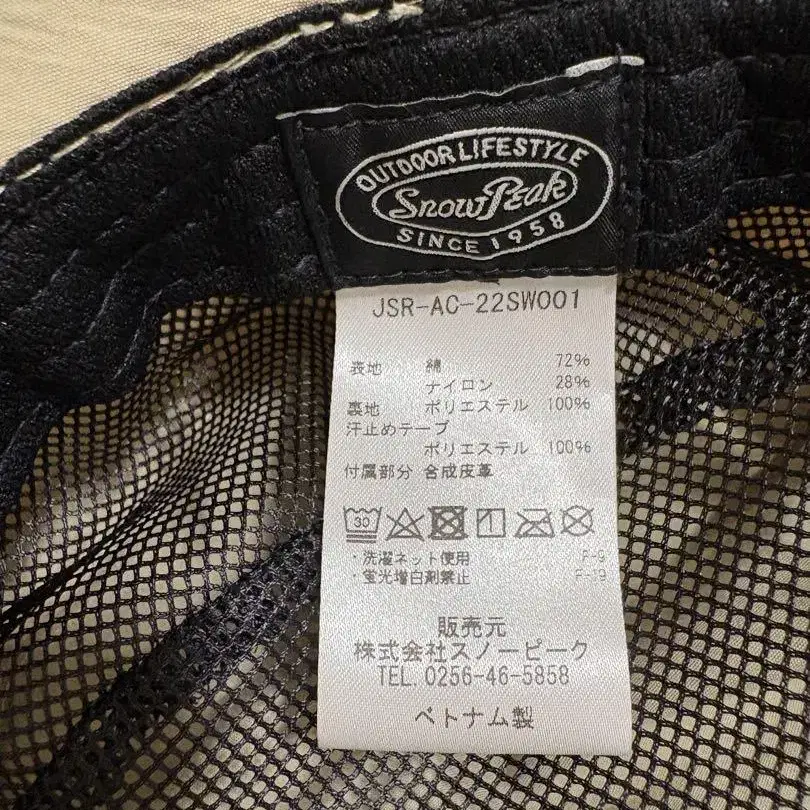 OUTDOOR LIFESTYLE
Snow Peak
SINCE 1958
JSR-AC-22SW001
表地 綿 72%
ナイロン 28%
裏地 ポリエステル 100%
汗止めテープ
ポリエステル 100%
付属部分 合成皮革
30
・洗濯ネット使用 F-9
・蛍光増白剤禁止 F-19
販売元
株式会社スノーピーク
TEL. 0256-46-5858
ベトナム製